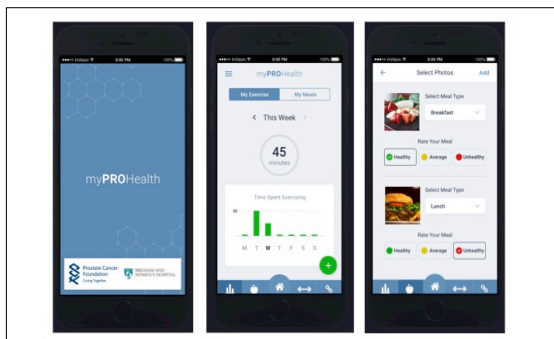 ●●●●○ InVision 8:00 PM 100%
myPROHealth
Prostate Cancer
Foundation
Curing Together
BRIGHAM AND
WOMEN'S HOSPITAL
●●●●○ InVision 8:00 PM 100%
myPROHealth
My Exercise My Meals
< This Week >
45
minutes
Time Spent Exercising
30
M T W T F S S
+
●●●●○ InVision 8:00 PM 100%
← Select Photos Add
Select Meal Type
Breakfast
Rate Your Meal
Healthy Average Unhealthy
Select Meal Type
Lunch
Rate Your Meal
Healthy Average Unhealthy